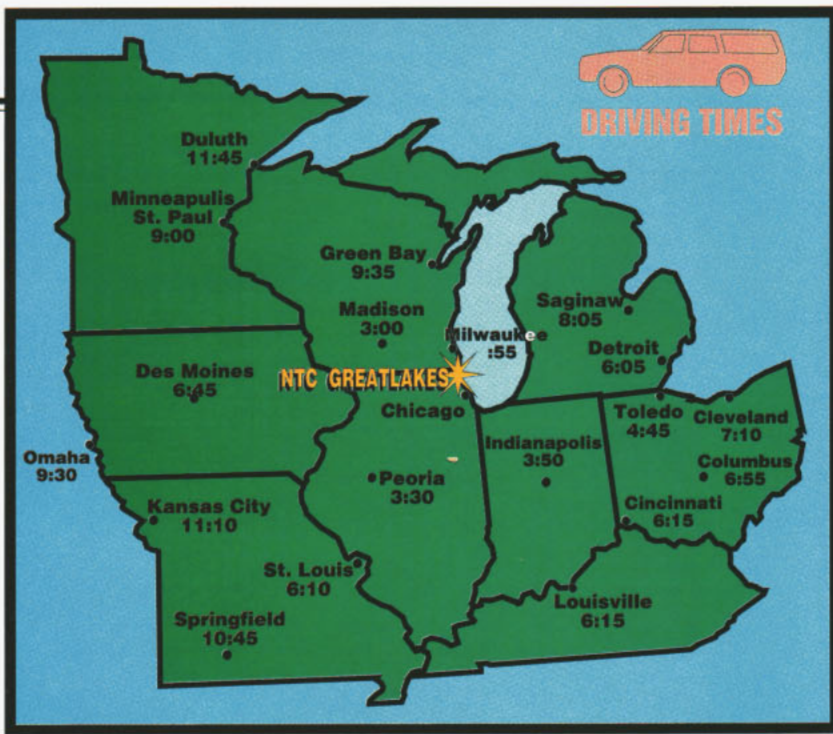 DRIVING TIMES
Duluth
11:45
Minneapulis
St. Paul
9:00
Green Bay
9:35
Madison
3:00
Milwaukee
:55
Saginaw
8:05
Detroit
6:05
Des Moines
6:45
NTC GREATLAKES
Chicago
Toledo
4:45
Cleveland
7:10
Omaha
9:30
Indianapolis
3:50
Columbus
6:55
Peoria
3:30
Kansas City
11:10
Cincinnati
6:15
St. Louis
6:10
Louisville
6:15
Springfield
10:45